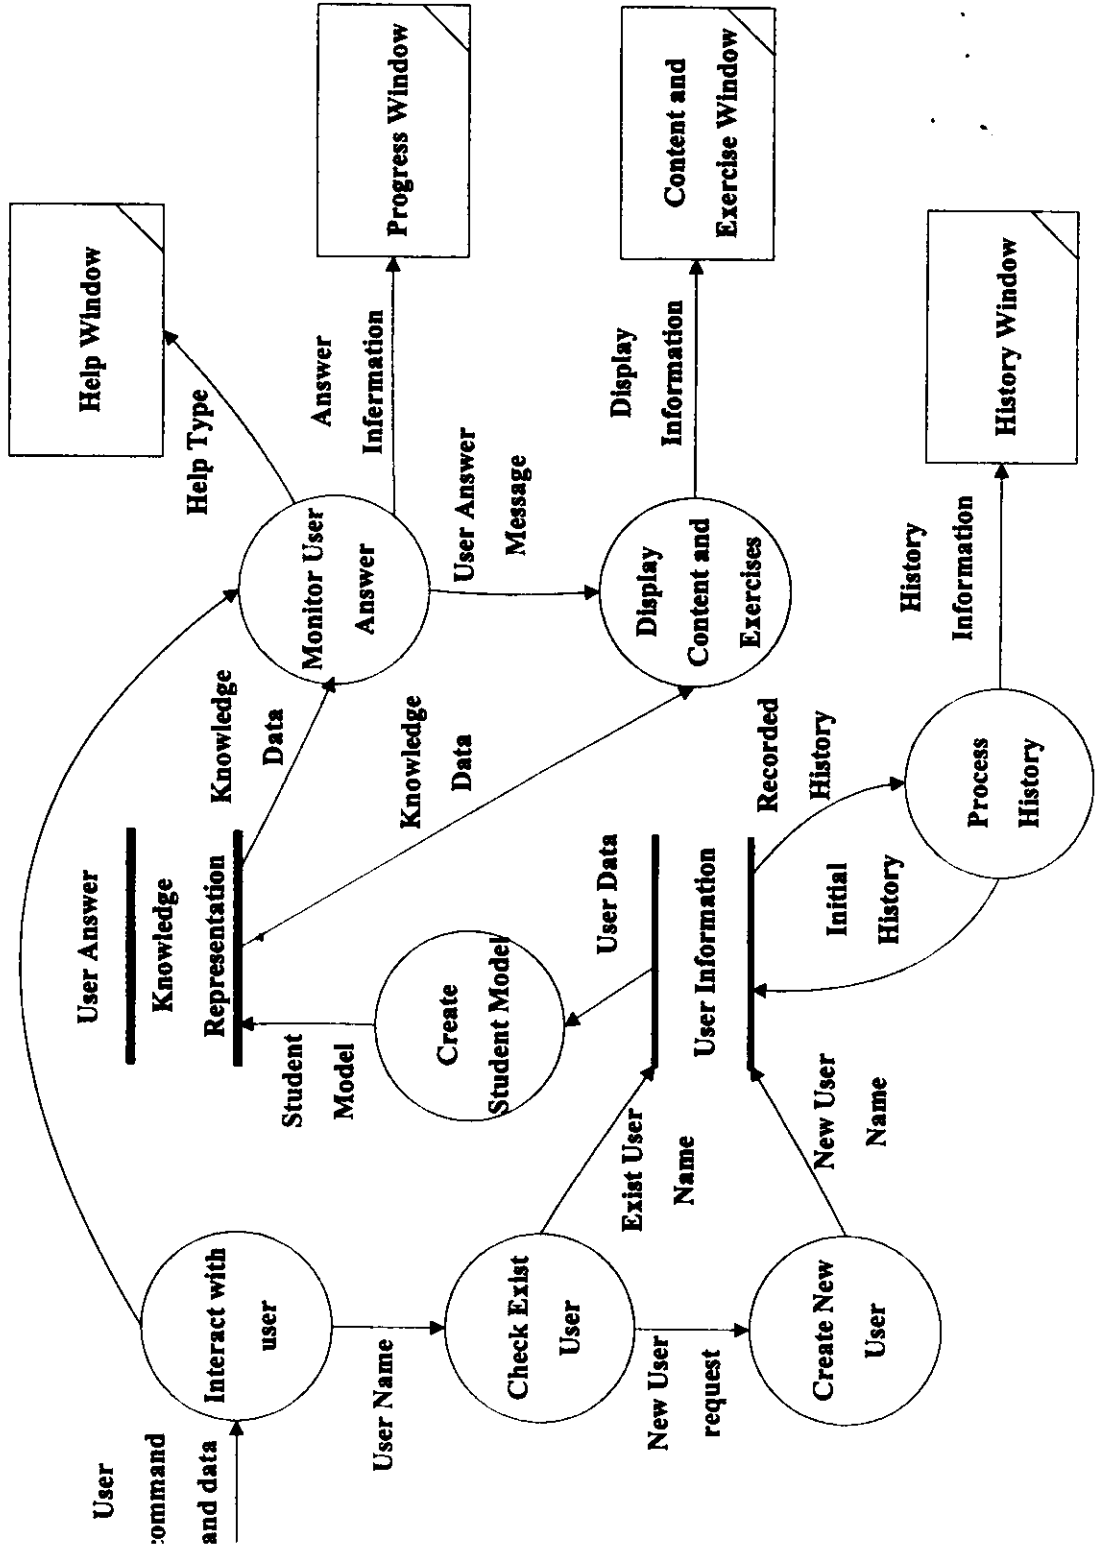 User
command
and data
Interact with
user
User Name
Check Exist
User
New User
request
Create New
User
Exist User
Name
New User
Name
User Answer
Knowledge
Representation
Student
Model
Create
Student Model
User Data
User Information
Initial
History
Recorded
History
Process
History
Knowledge
Data
Knowledge
Data
Monitor User
Answer
User Answer
Message
Display
Content and
Exercises
Help Type
Answer
Infermation
Display
Information
History
Information
Help Window
Progress Window
Content and
Exercise Window
History Window